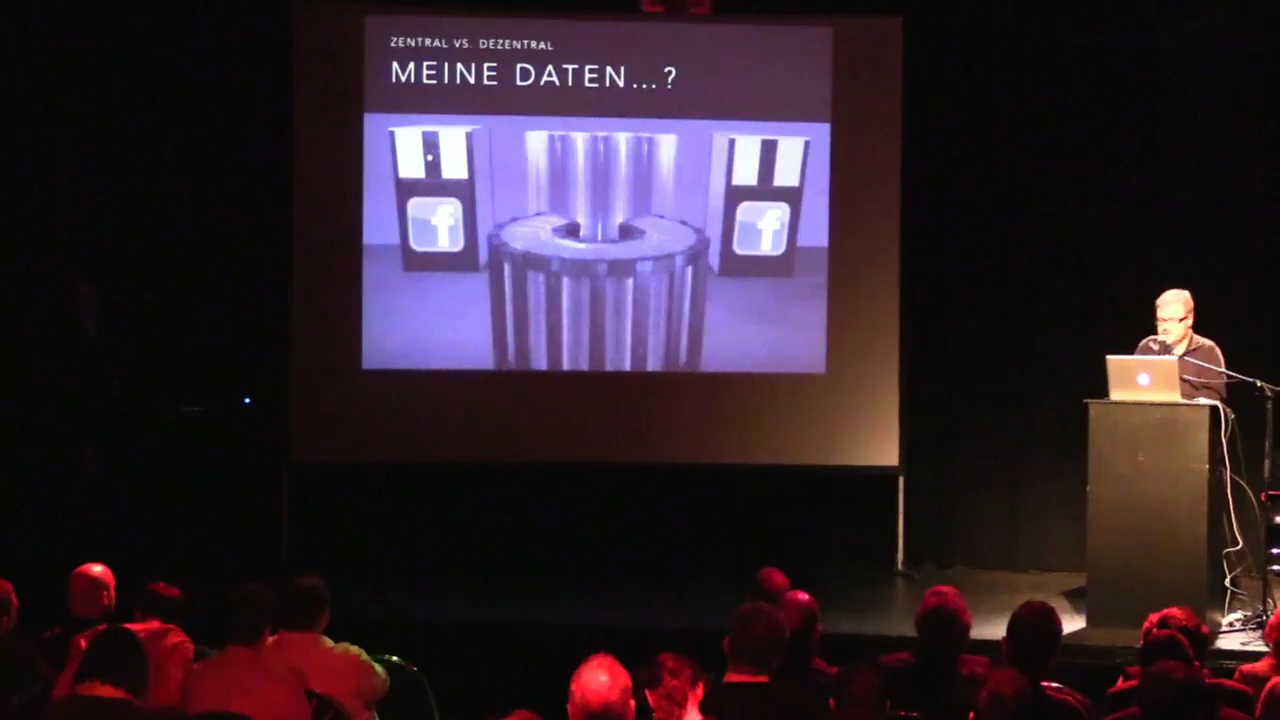 ZENTRAL VS. DEZENTRAL
MEINE DATEN...?
f
f